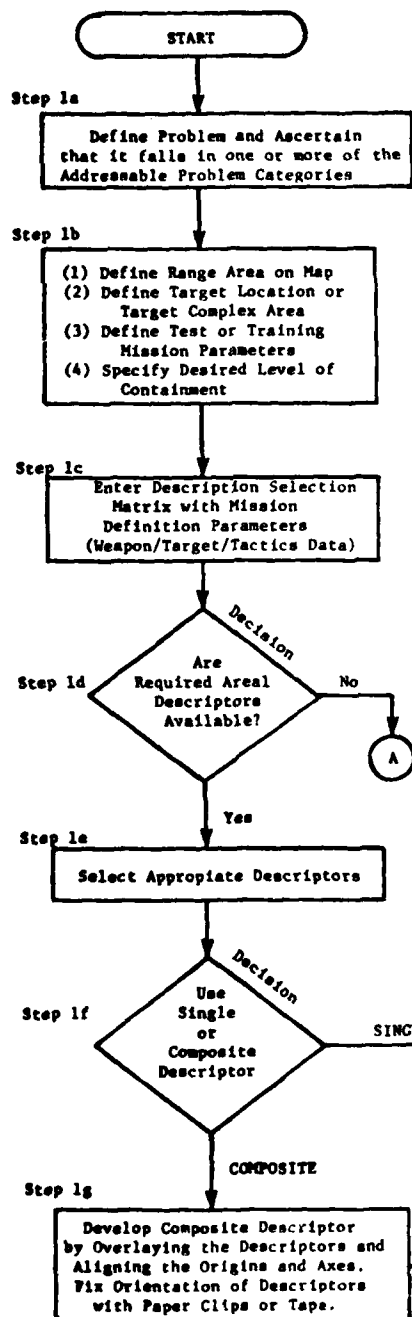 START
Step 1a
Define Problem and Ascertain
that it falls in one or more of the
Addressable Problem Categories
Step 1b
(1) Define Range Area on Map
(2) Define Target Location or
Target Complex Area
(3) Define Test or Training
Mission Parameters
(4) Specify Desired Level of
Containment
Step 1c
Enter Description Selection
Matrix with Mission
Definition Parameters
(Weapon/Target/Tactics Data)
Decision
Step 1d
Are
Required Areal
Descriptors
Available?
No
A
Yes
Step 1e
Select Appropiate Descriptors
Decision
Step 1f
Use
Single
or
Composite
Descriptor
SING
COMPOSITE
Step 1g
Develop Composite Descriptor
by Overlaying the Descriptors and
Aligning the Origins and Axes.
Fix Orientation of Descriptors
with Paper Clips or Tape.